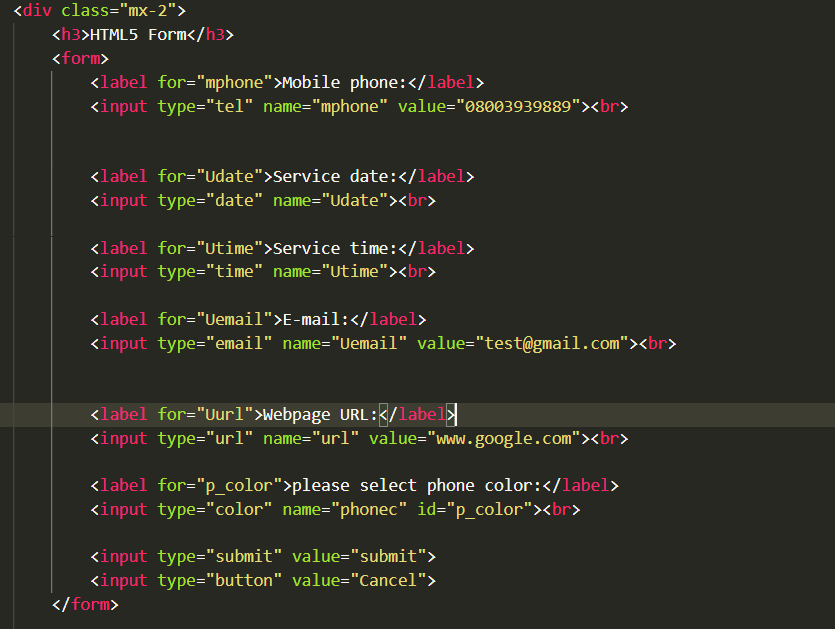 <div class="mx-2">
<h3>HTML5 Form</h3>
<form>
<label for="mphone">Mobile phone:</label>
<input type="tel" name="mphone" value="08003939889"><br>
<label for="Udate">Service date:</label>
<input type="date" name="Udate"><br>
<label for="Utime">Service time:</label>
<input type="time" name="Utime"><br>
<label for="Uemail">E-mail:</label>
<input type="email" name="Uemail" value="test@gmail.com"><br>
<label for="Uurl">Webpage URL:</label>
<input type="url" name="url" value="www.google.com"><br>
<label for="p_color">please select phone color:</label>
<input type="color" name="phonec" id="p_color"><br>
<input type="submit" value="submit">
<input type="button" value="Cancel">
</form>